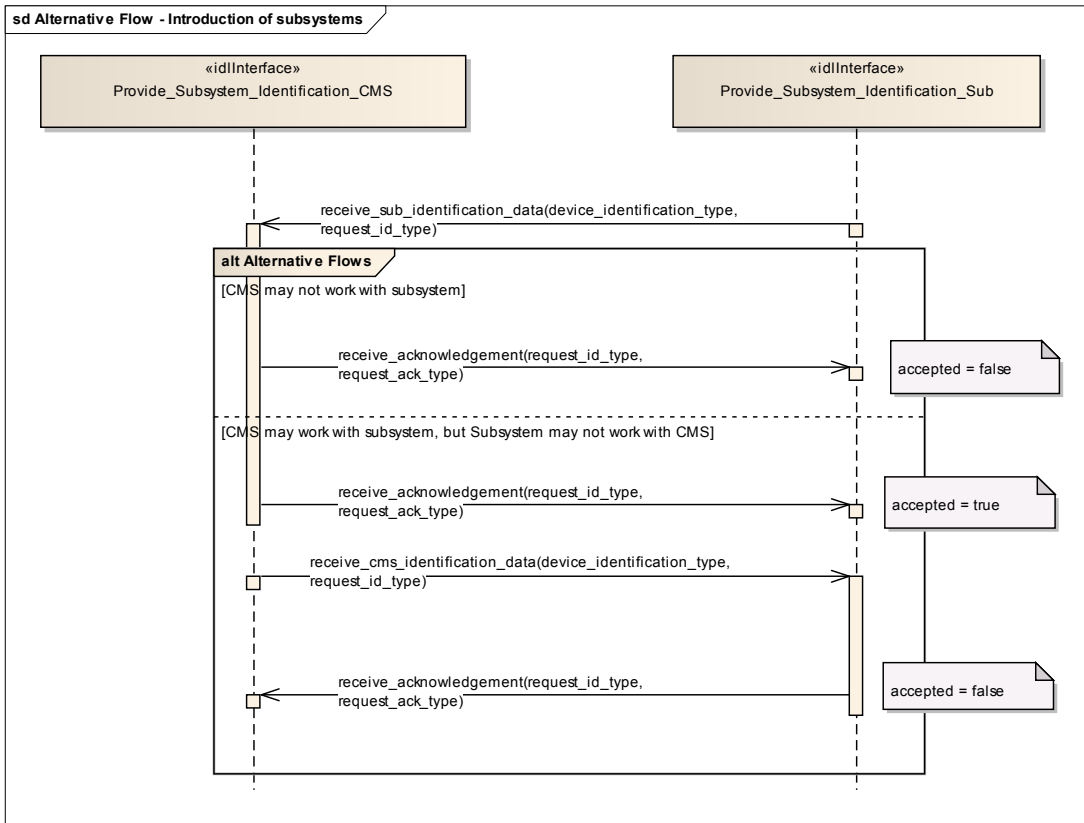 sd Alternative Flow - Introduction of subsystems
«idlInterface»
Provide_Subsystem_Identification_CMS
«idlInterface»
Provide_Subsystem_Identification_Sub
receive_sub_identification_data(device_identification_type,
request_id_type)
alt Alternative Flows
[CMS may not work with subsystem]
receive_acknowledgement(request_id_type,
request_ack_type)
accepted = false
[CMS may work with subsystem, but Subsystem may not work with CMS]
receive_acknowledgement(request_id_type,
request_ack_type)
accepted = true
receive_cms_identification_data(device_identification_type,
request_id_type)
receive_acknowledgement(request_id_type,
request_ack_type)
accepted = false